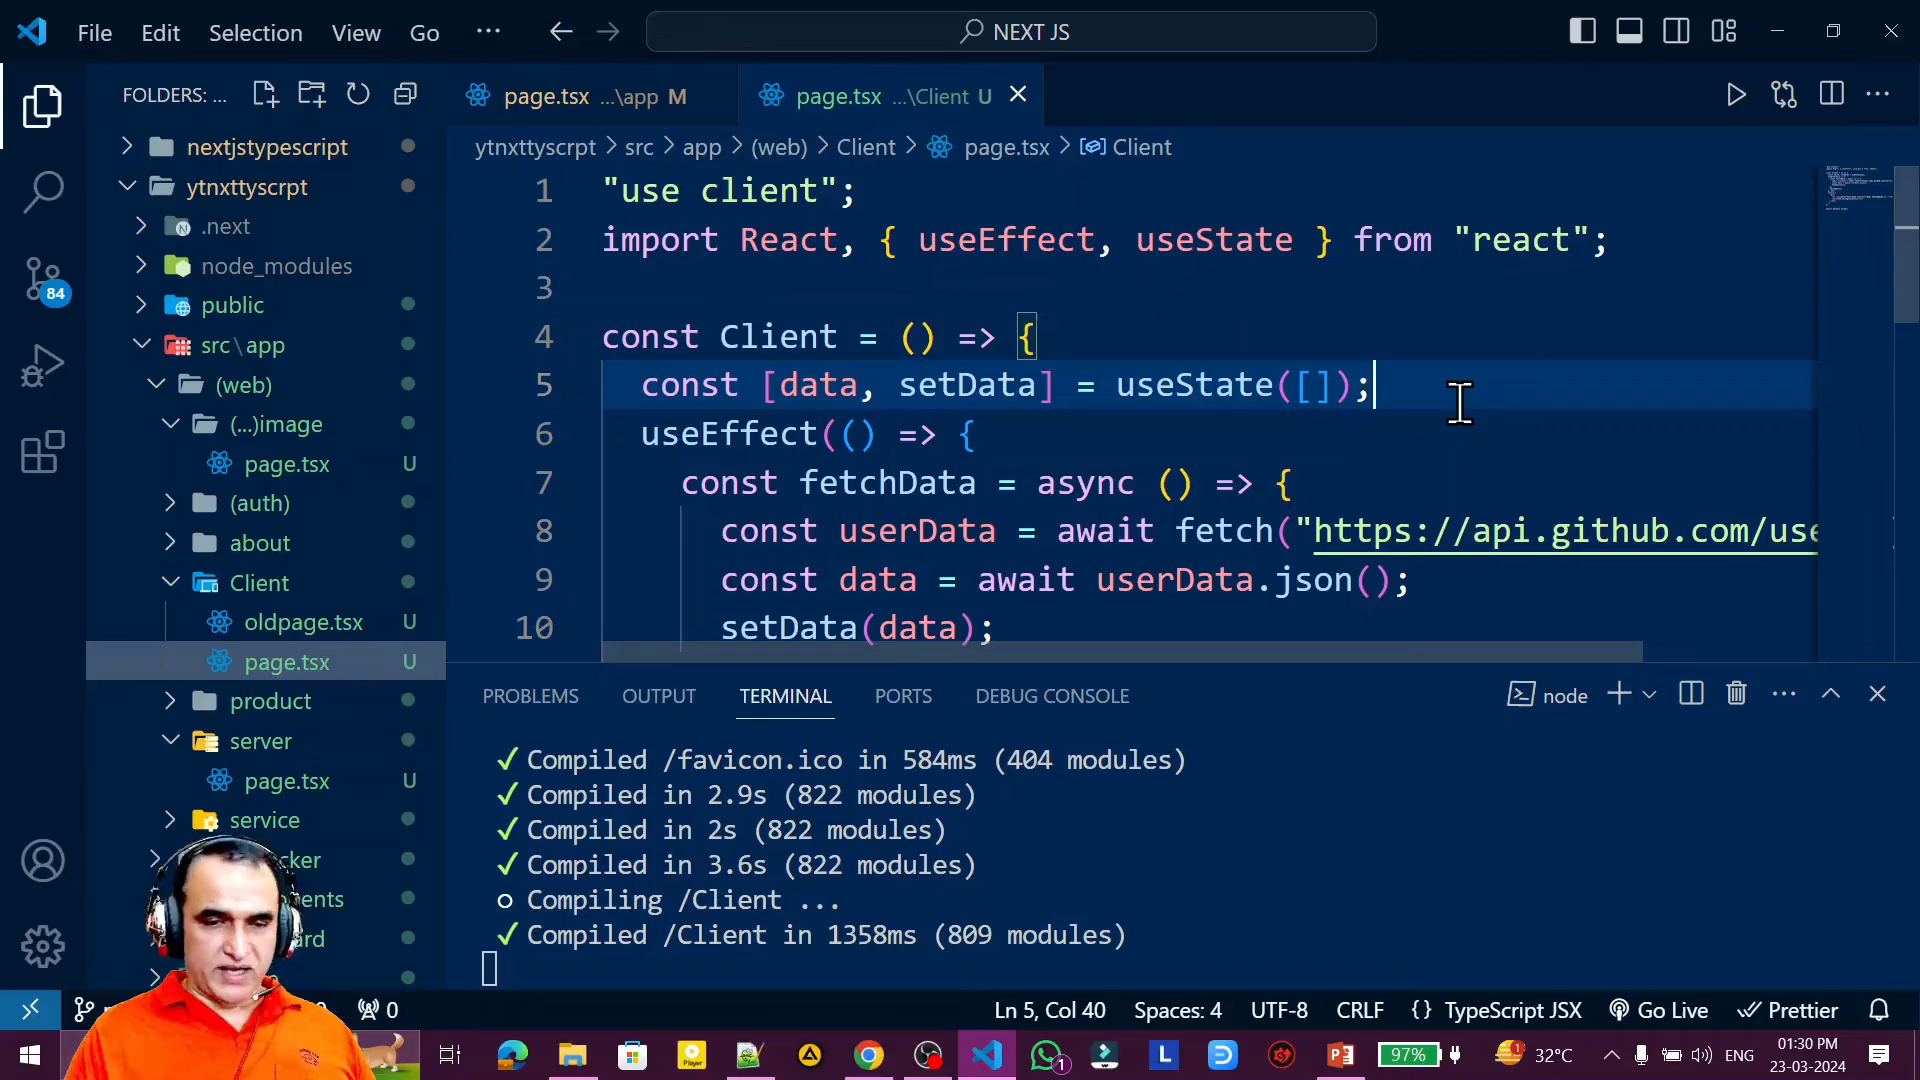 File Edit Selection View Go ... NEXT JS
FOLDERS: ...
page.tsx ...\app M
page.tsx ...\Client U
ytnxttyscrpt > src > app > (web) > Client > page.tsx > Client
nextjstypescript
ytnxttyscrpt
.next
node_modules
public
src\app
(web)
(...)image
page.tsx U
(auth)
about
Client
oldpage.tsx U
page.tsx U
product
server
page.tsx U
service
84
1 "use client";
2 import React, { useEffect, useState } from "react";
3
4 const Client = () => {
5 const [data, setData] = useState([]);
6 useEffect(() => {
7 const fetchData = async () => {
8 const userData = await fetch("https://api.github.com/use
9 const data = await userData.json();
10 setData(data);
PROBLEMS OUTPUT TERMINAL PORTS DEBUG CONSOLE
node
✓ Compiled /favicon.ico in 584ms (404 modules)
✓ Compiled in 2.9s (822 modules)
✓ Compiled in 2s (822 modules)
✓ Compiled in 3.6s (822 modules)
○ Compiling /Client ...
✓ Compiled /Client in 1358ms (809 modules)
0
Ln 5, Col 40 Spaces: 4 UTF-8 CRLF {} TypeScript JSX Go Live Prettier
Player
97%
32°C
ENG
01:30 PM
23-03-2024